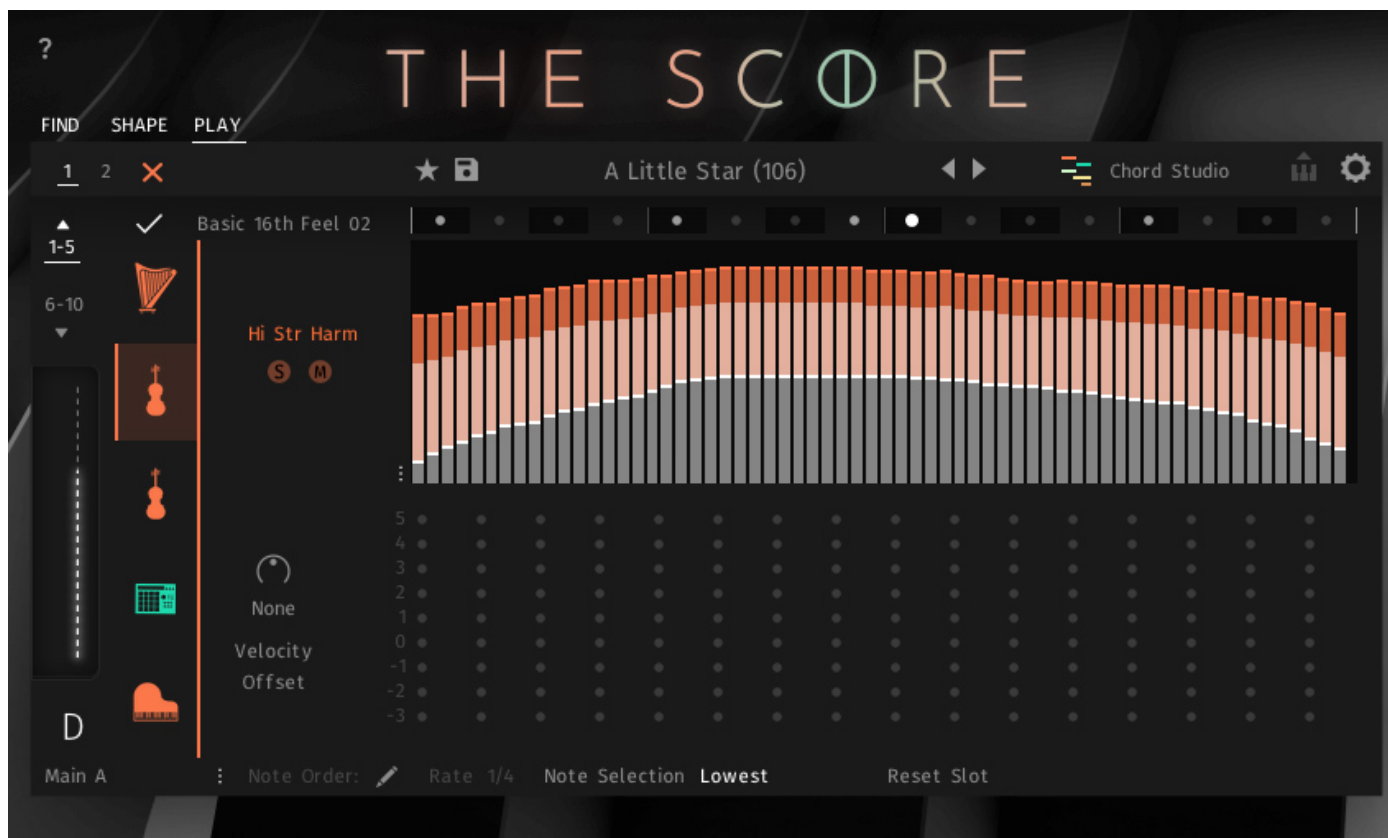 ?
THE SCORE
FIND SHAPE PLAY
1 2 A Little Star (106) Chord Studio
Basic 16th Feel 02
1-5
6-10
Hi Str Harm
S M
5
4
3
None 2
1
Velocity 0
-1
Offset -2
-3
D
Main A Note Order: Rate 1/4 Note Selection Lowest Reset Slot